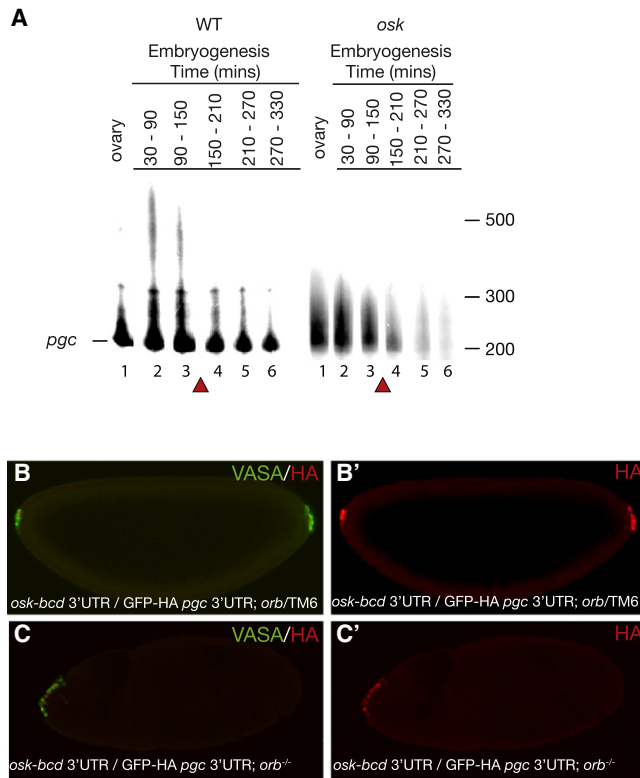 A
WT
osk
Embryogenesis
Time (mins)
Embryogenesis
Time (mins)
ovary
30 - 90
90 - 150
150 - 210
210 - 270
270 - 330
ovary
30 - 90
90 - 150
150 - 210
210 - 270
270 - 330
500
300
200
pgc
1 2 3 4 5 6
1 2 3 4 5 6
B
VASA/HA
osk-bcd 3'UTR / GFP-HA pgc 3'UTR; orb/TM6
B'
HA
osk-bcd 3'UTR / GFP-HA pgc 3'UTR; orb/TM6
C
VASA/HA
osk-bcd 3'UTR / GFP-HA pgc 3'UTR; orb-/-
C'
HA
osk-bcd 3'UTR / GFP-HA pgc 3'UTR; orb-/-